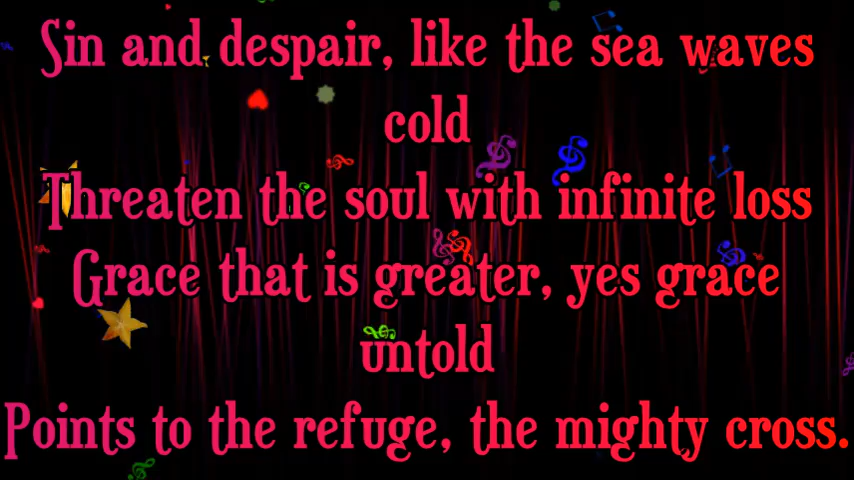 Sin and despair, like the sea waves
cold
Threaten the soul with infinite loss
Grace that is greater, yes grace
untold
Points to the refuge, the mighty cross.